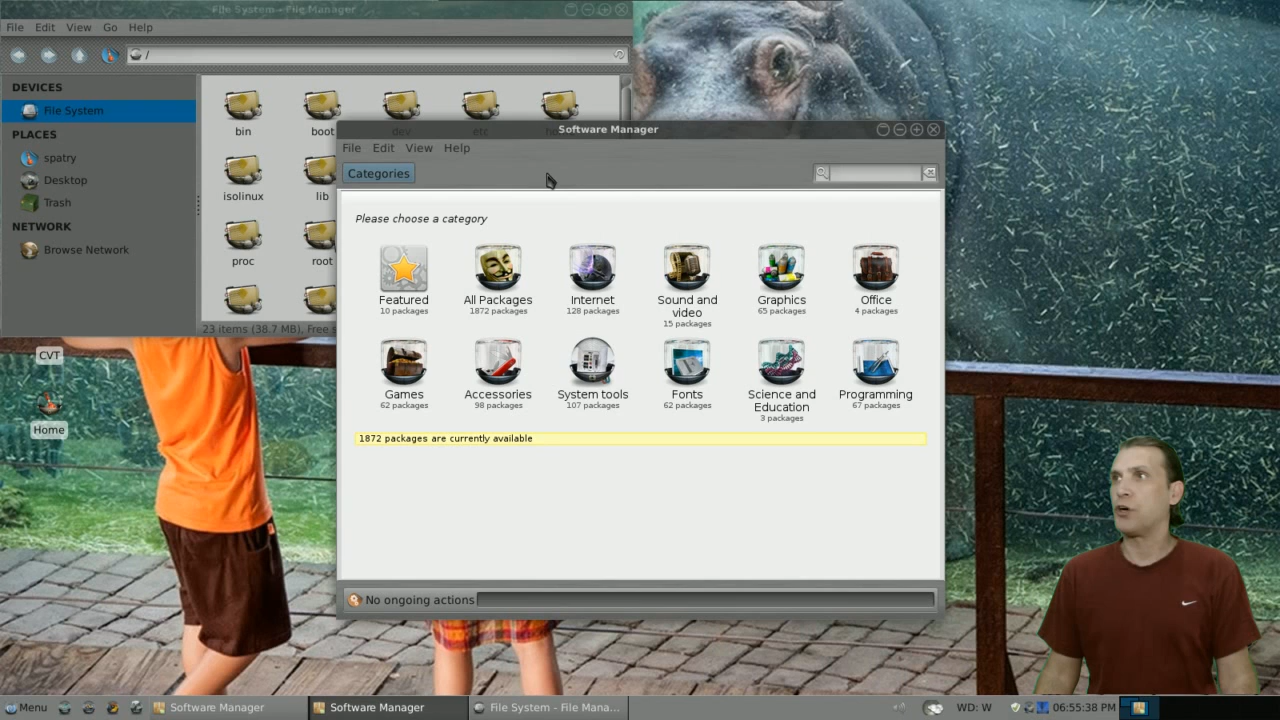 File System - File Manager
File Edit View Go Help
/
DEVICES
File System
PLACES
spatry
Desktop
Trash
NETWORK
Browse Network
bin boot dev etc
isolinux lib
proc root
23 items (38.7 MB), Free s
Software Manager
File Edit View Help
Categories
Please choose a category
Featured
10 packages
All Packages
1872 packages
Internet
128 packages
Sound and
video
15 packages
Graphics
65 packages
Office
4 packages
Games
62 packages
Accessories
98 packages
System tools
107 packages
Fonts
62 packages
Science and
Education
3 packages
Programming
67 packages
1872 packages are currently available
No ongoing actions
CVT
Home
Menu Software Manager Software Manager File System - File Mana... WD: W 06:55:38 PM